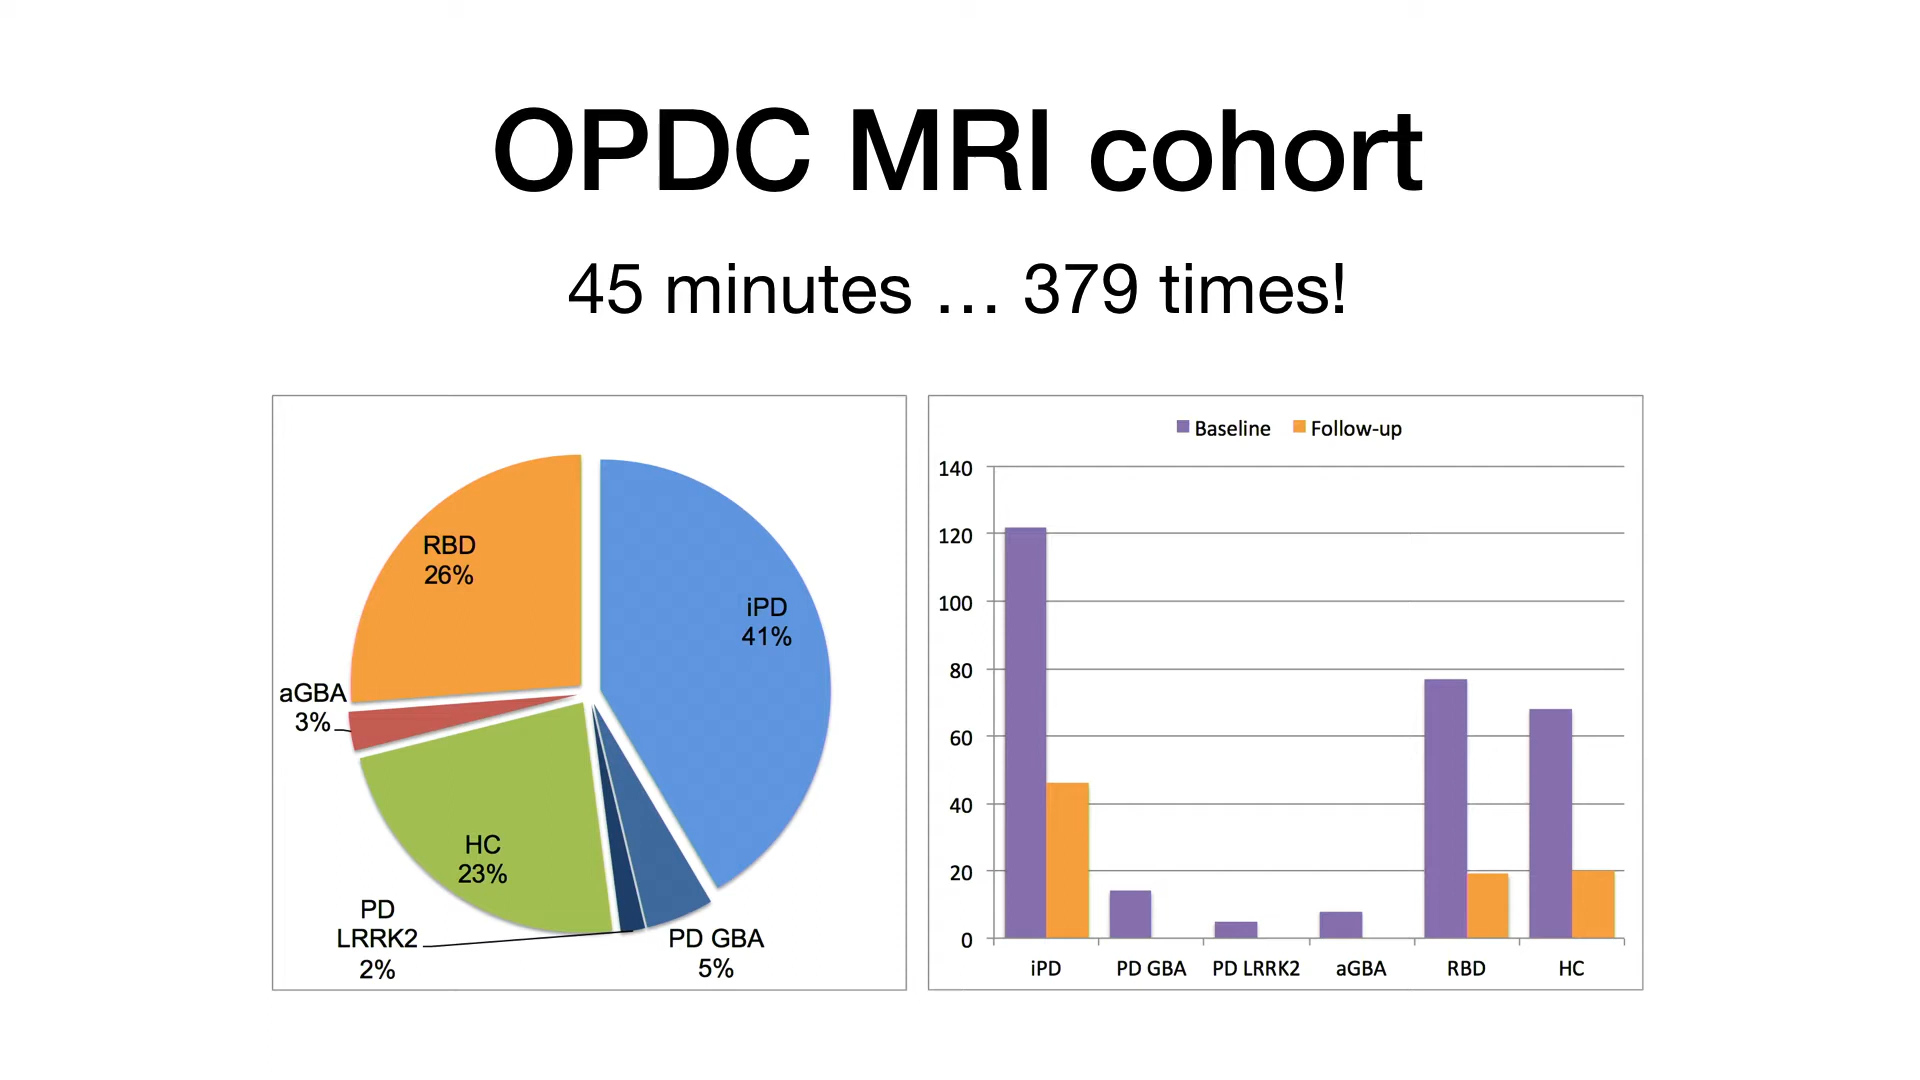 OPDC MRI cohort
45 minutes … 379 times!
RBD
26%
iPD
41%
aGBA
3%
HC
23%
PD
LRRK2
2%
PD GBA
5%
Baseline Follow-up
140
120
100
80
60
40
20
0
iPD PD GBA PD LRRK2 aGBA RBD HC